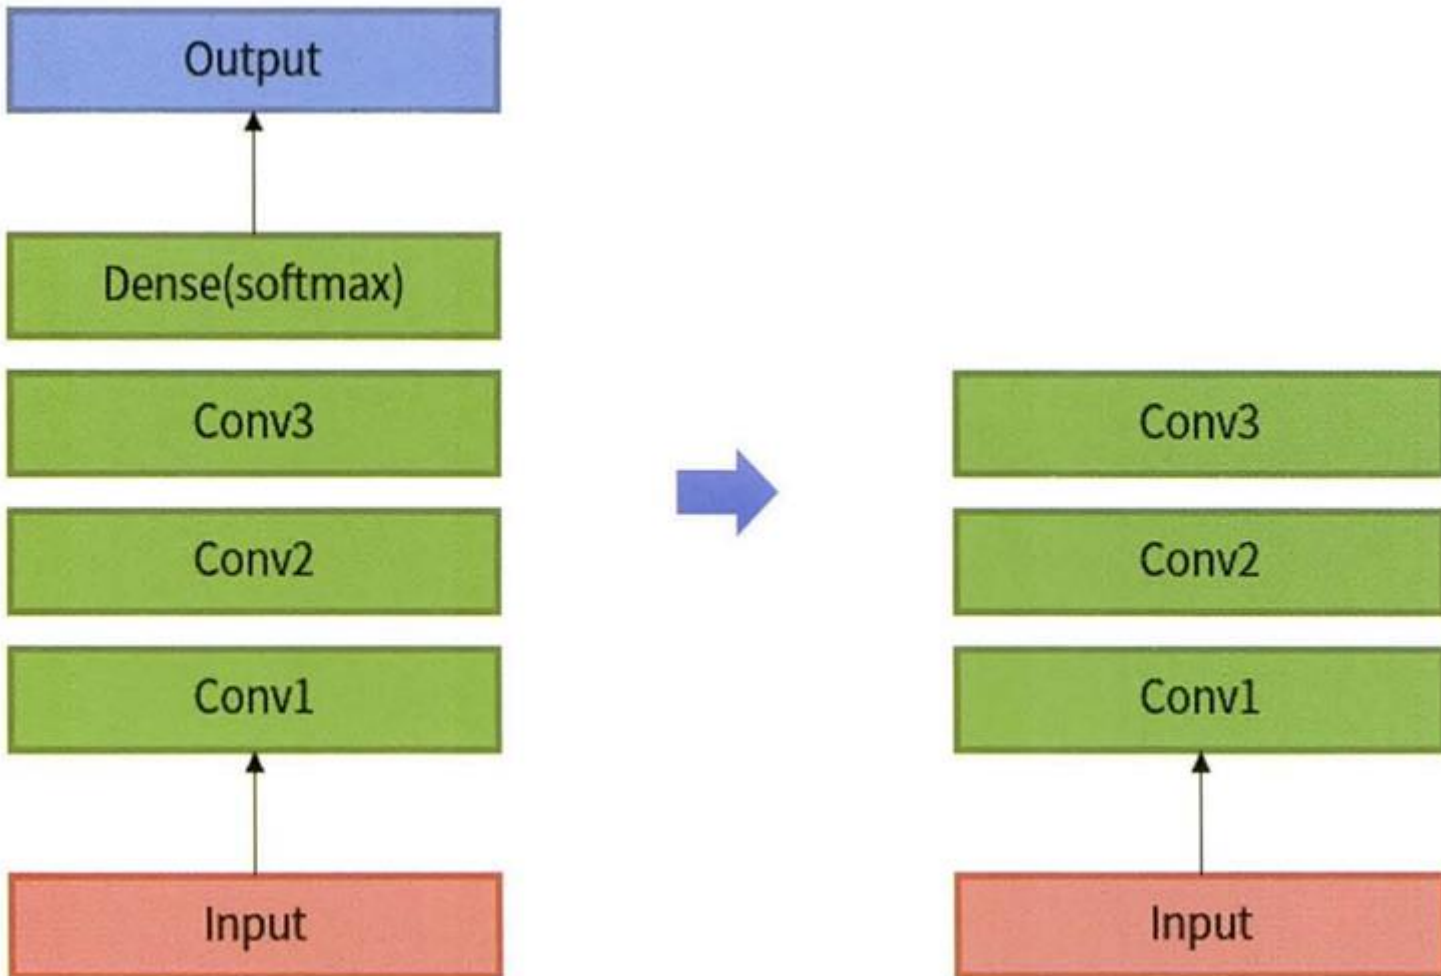 Output
Dense(softmax)
Conv3
Conv2
Conv1
Input
Conv3
Conv2
Conv1
Input